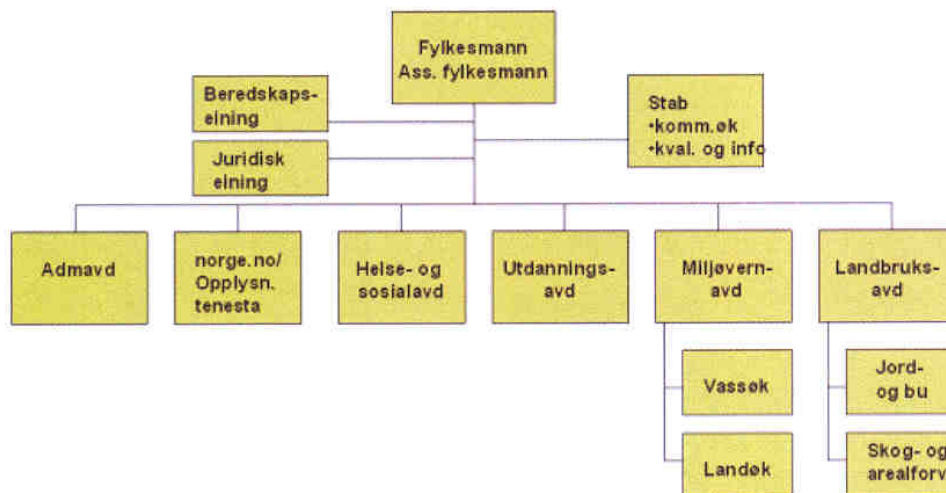 Fylkesmann
Ass. fylkesmann
Beredskaps-
eining
Stab
•komm.øk
•kval. og info
Juridisk
eining
Admavd
norge.no/
Opplysn.
tenesta
Helse- og
sosialavd
Utdannings-
avd
Miljøvern-
avd
Landbruks-
avd
Vassøk
Jord-
og bu
Landøk
Skog- og
arealforv